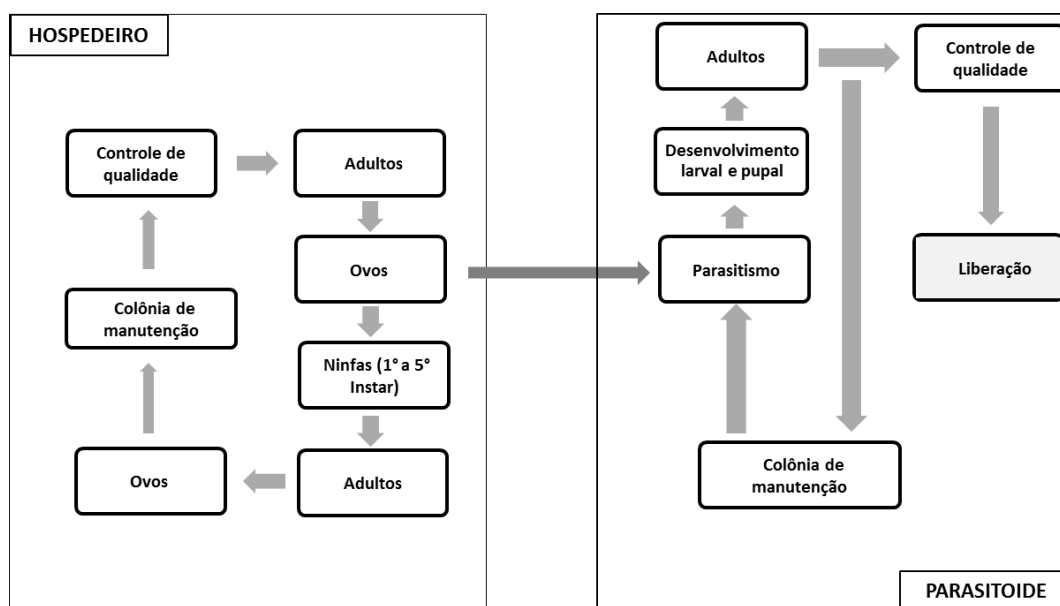 HOSPEDEIRO
Controle de
qualidade
Adultos
Ovos
Colônia de
manutenção
Ninfas (1° a 5°
Instar)
Ovos
Adultos
Adultos
Controle de
qualidade
Desenvolvimento
larval e pupal
Parasitismo
Liberação
Colônia de
manutenção
PARASITOIDE